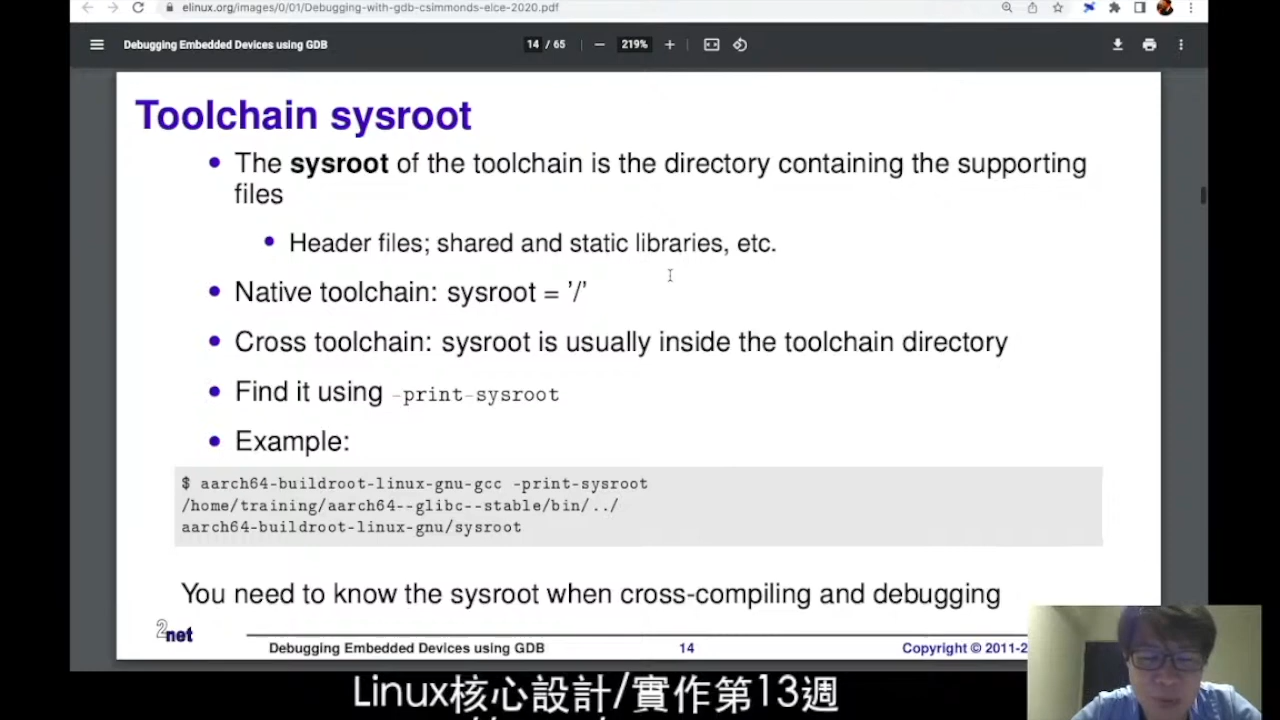 elinux.org/images/0/01/Debugging-with-gdb-csimmonds-elce-2020.pdf
Debugging Embedded Devices using GDB
14 / 65
219%
Toolchain sysroot
The sysroot of the toolchain is the directory containing the supporting
files
Header files; shared and static libraries, etc.
Native toolchain: sysroot = '/'
Cross toolchain: sysroot is usually inside the toolchain directory
Find it using -print-sysroot
Example:
$ aarch64-buildroot-linux-gnu-gcc -print-sysroot
/home/training/aarch64--glibc--stable/bin/../
aarch64-buildroot-linux-gnu/sysroot
You need to know the sysroot when cross-compiling and debugging
2net
Debugging Embedded Devices using GDB
14
Copyright © 2011-2
Linux核心設計/實作第13週